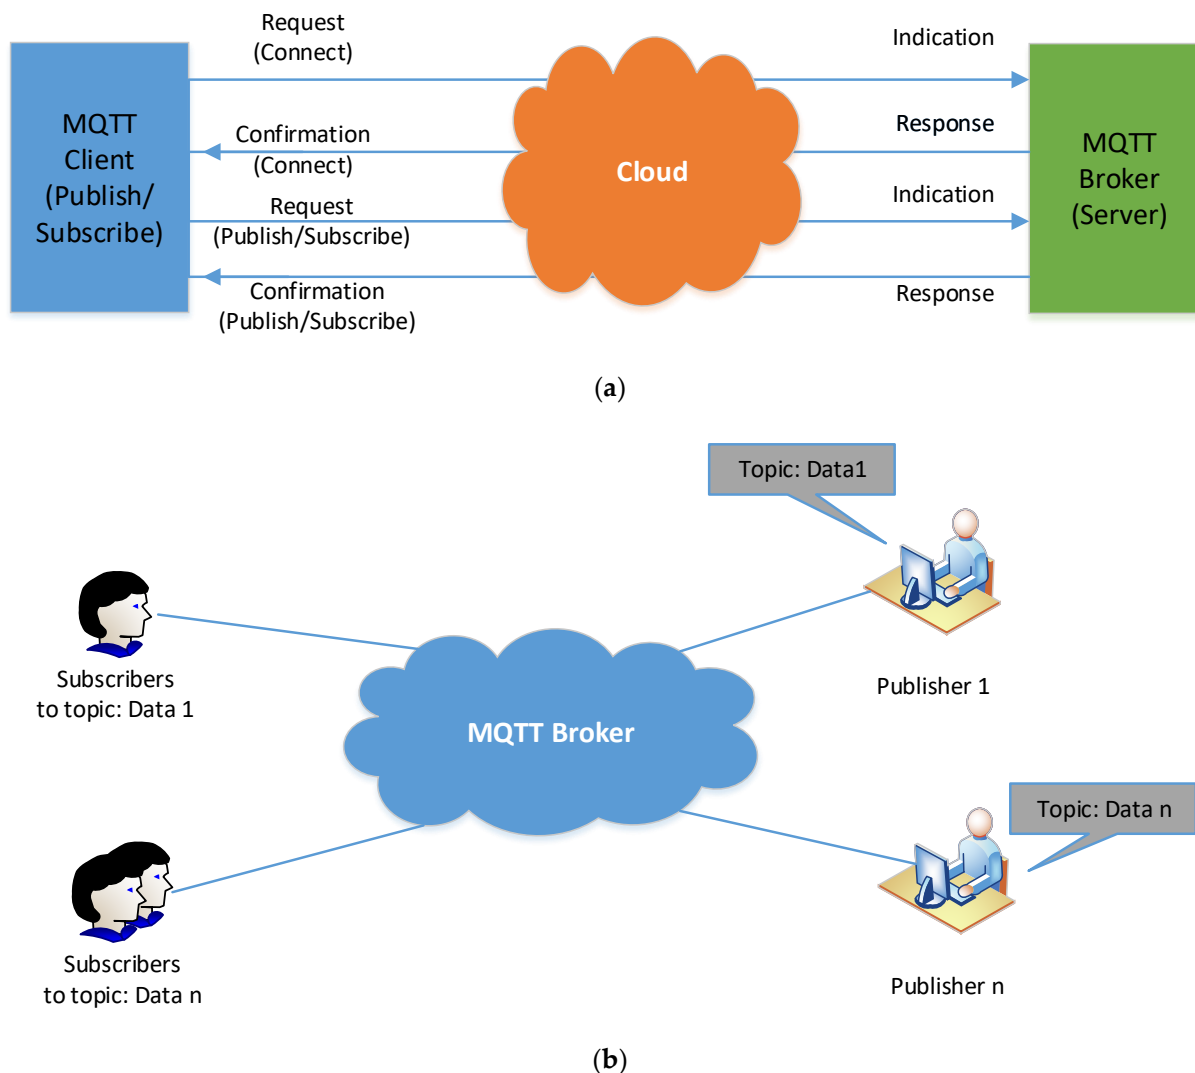 Request
(Connect)
Indication
MQTT
Client
(Publish/
Subscribe)
Confirmation
(Connect)
Response
Cloud
MQTT
Broker
(Server)
Request
(Publish/Subscribe)
Indication
Confirmation
(Publish/Subscribe)
Response
(a)
Topic: Data1
Subscribers
to topic: Data 1
Publisher 1
MQTT Broker
Topic: Data n
Subscribers
to topic: Data n
Publisher n
(b)